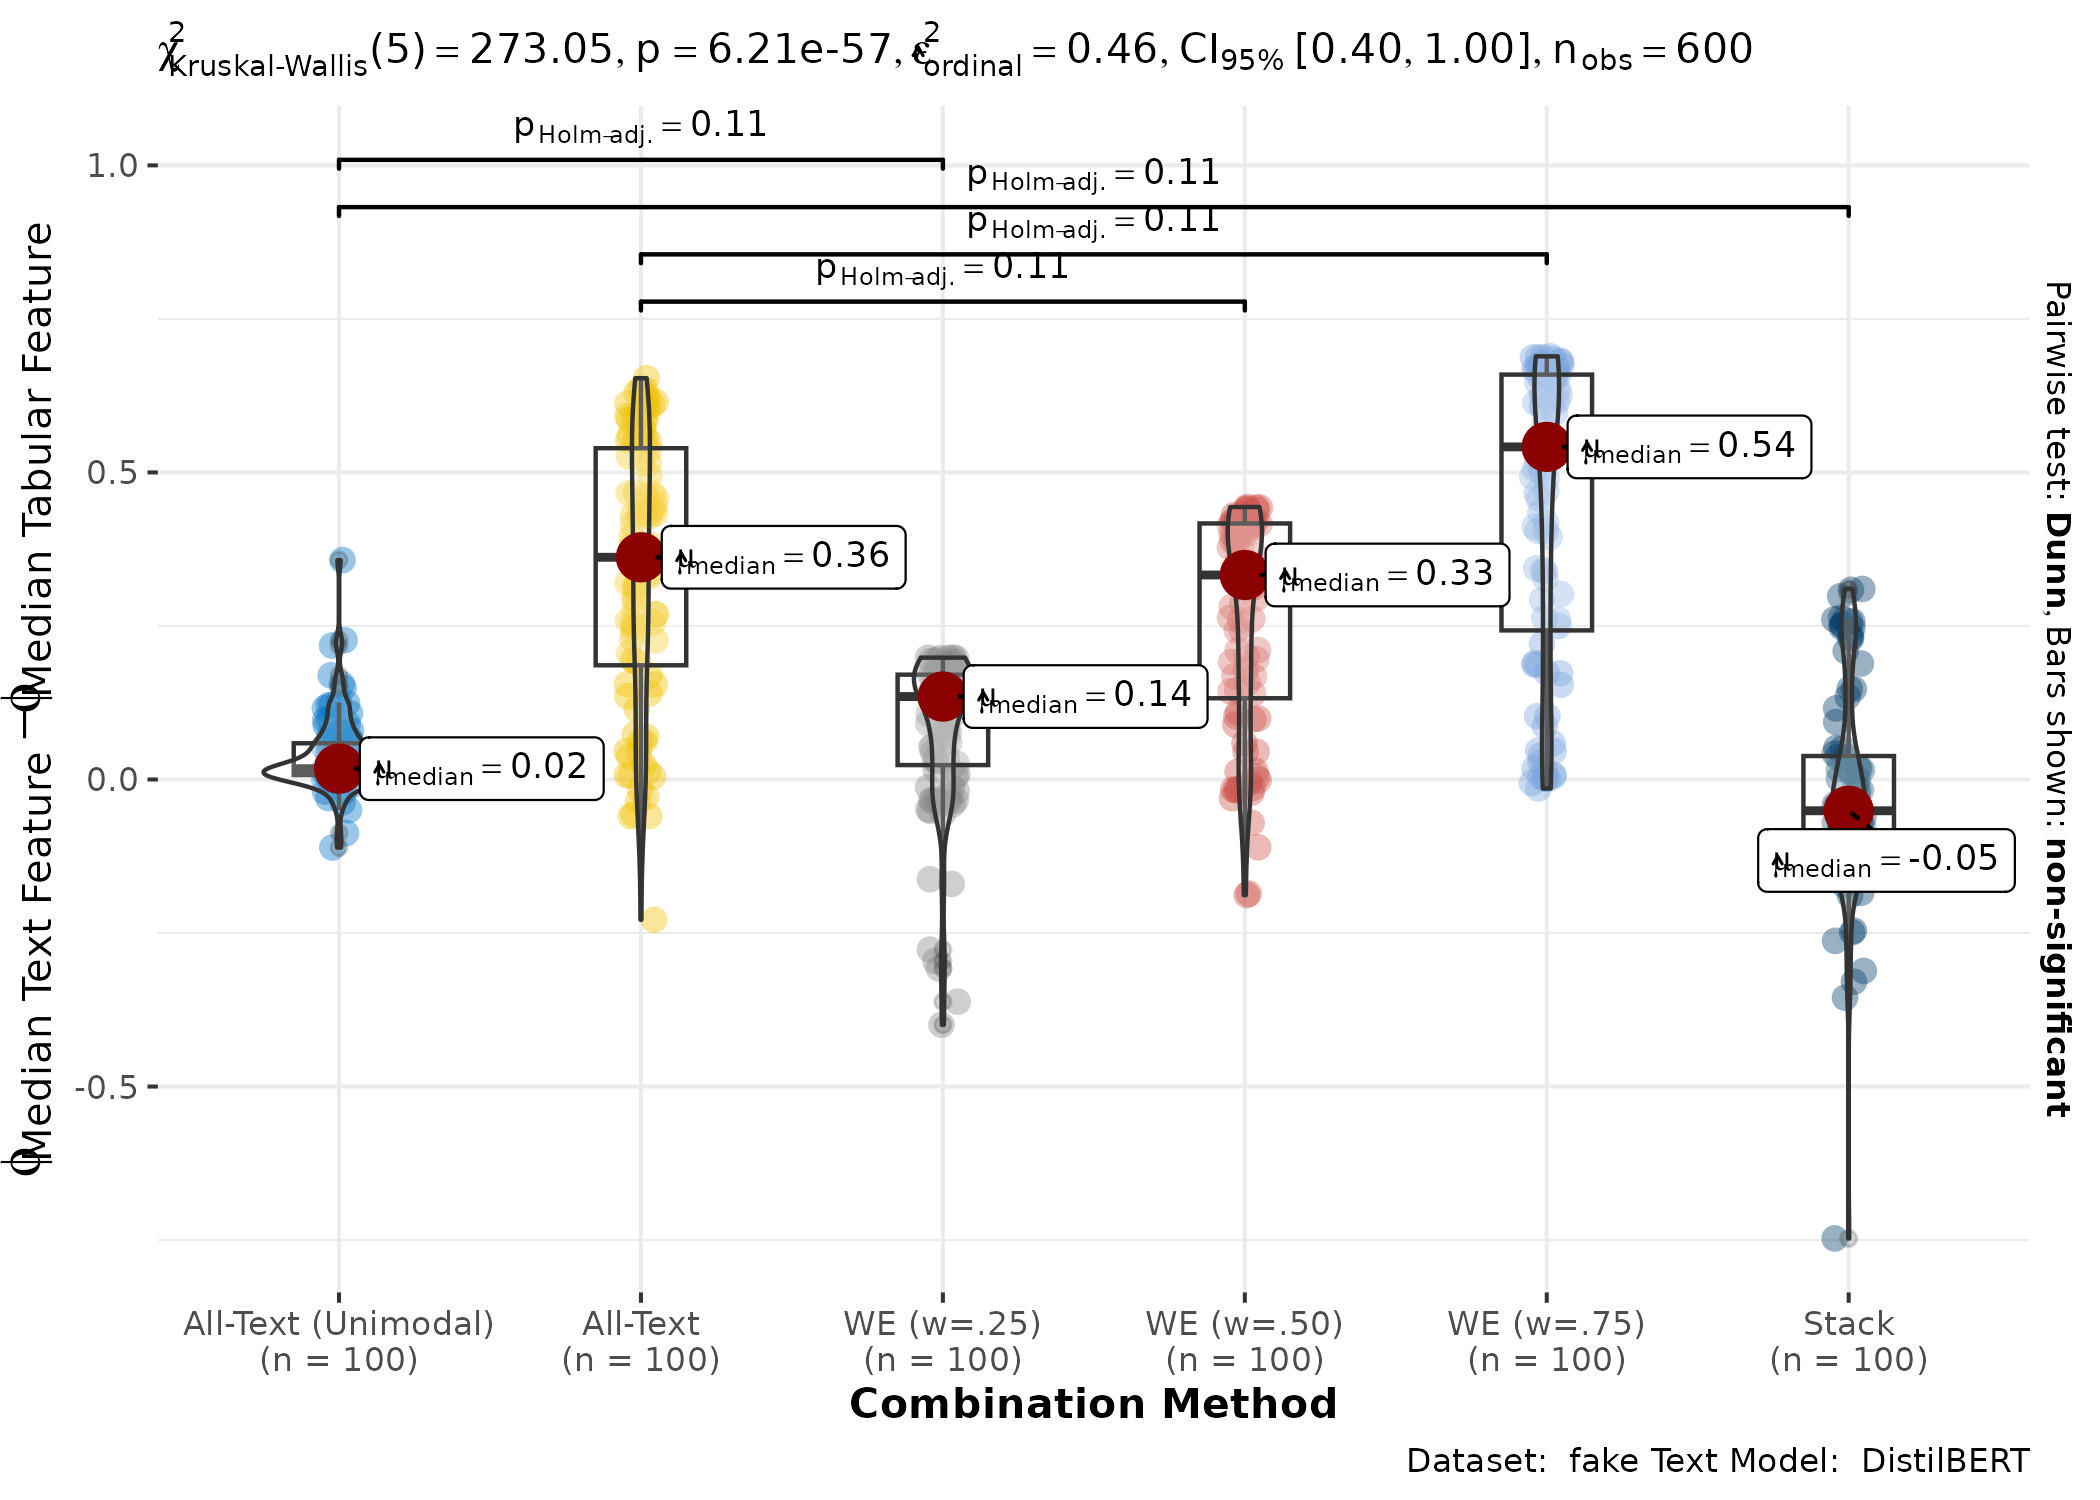 χ²Kruskal-Wallis(5) = 273.05, p = 6.21e-57, ε̂²ordinal = 0.46, CI95% [0.40, 1.00], nobs = 600
pHolm-adj. = 0.11
pHolm-adj. = 0.11
pHolm-adj. = 0.11
pHolm-adj. = 0.11
1.0
0.5
0.0
-0.5
ϕMedian Text Feature − ϕMedian Tabular Feature
μ̂median = 0.02
μ̂median = 0.36
μ̂median = 0.14
μ̂median = 0.33
μ̂median = 0.54
μ̂median = -0.05
Pairwise test: Dunn, Bars shown: non-significant
All-Text (Unimodal)
(n = 100)
All-Text
(n = 100)
WE (w=.25)
(n = 100)
WE (w=.50)
(n = 100)
WE (w=.75)
(n = 100)
Stack
(n = 100)
Combination Method
Dataset: fake Text Model: DistilBERT